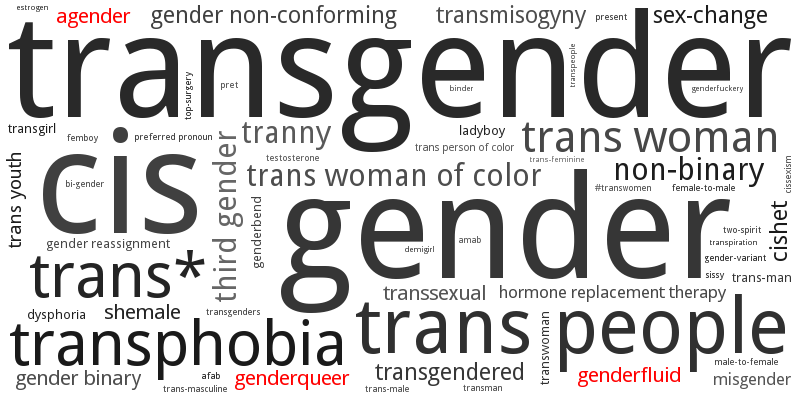 estrogen
agender
gender non-conforming
transmisogyny
present
sex-change
transgender
top-surgery
pret
binder
transpeople
genderfuckery
transgirl
femboy
preferred pronoun
tranny
ladyboy
trans woman
trans person of color
cis
testosterone
trans-feminine
non-binary
cissexism
trans youth
bi-gender
third gender
trans woman of color
#transwomen
female-to-male
gender
genderbend
demigirl
amab
two-spirit
transpiration
cishet
gender reassignment
gender-variant
trans*
sissy
trans-man
transsexual
hormone replacement therapy
dysphoria
shemale
transgenders
trans people
transphobia
transwoman
male-to-female
gender binary
afab
genderqueer
transgendered
genderfluid
misgender
trans-masculine
trans-male
transman